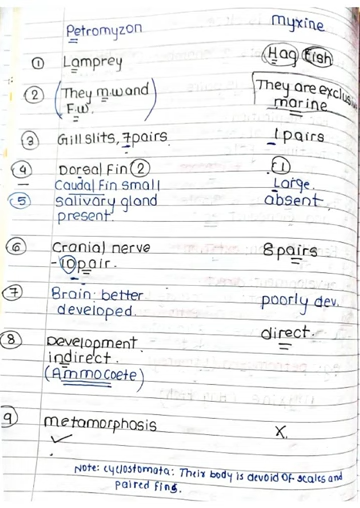 Petromyzon    Myxine
① Lamprey    Hag fish
② (They m.w and    They are exclusive
F.w.)    marine
③ Gill slits, 7 pairs.    1 pairs
④ Dorsal fin ②    1
Caudal fin small    Large.
⑤ salivary gland    absent.
present.
⑥ Cranial nerve    8 pairs
-10 pair.
⑦ Brain: better    poorly dev.
developed.
⑧ Development    direct.
indirect.
(Ammocoete)
⑨ metamorphosis    X.
✓
Note: cyclostomata: Their body is devoid of scales and
paired fins.